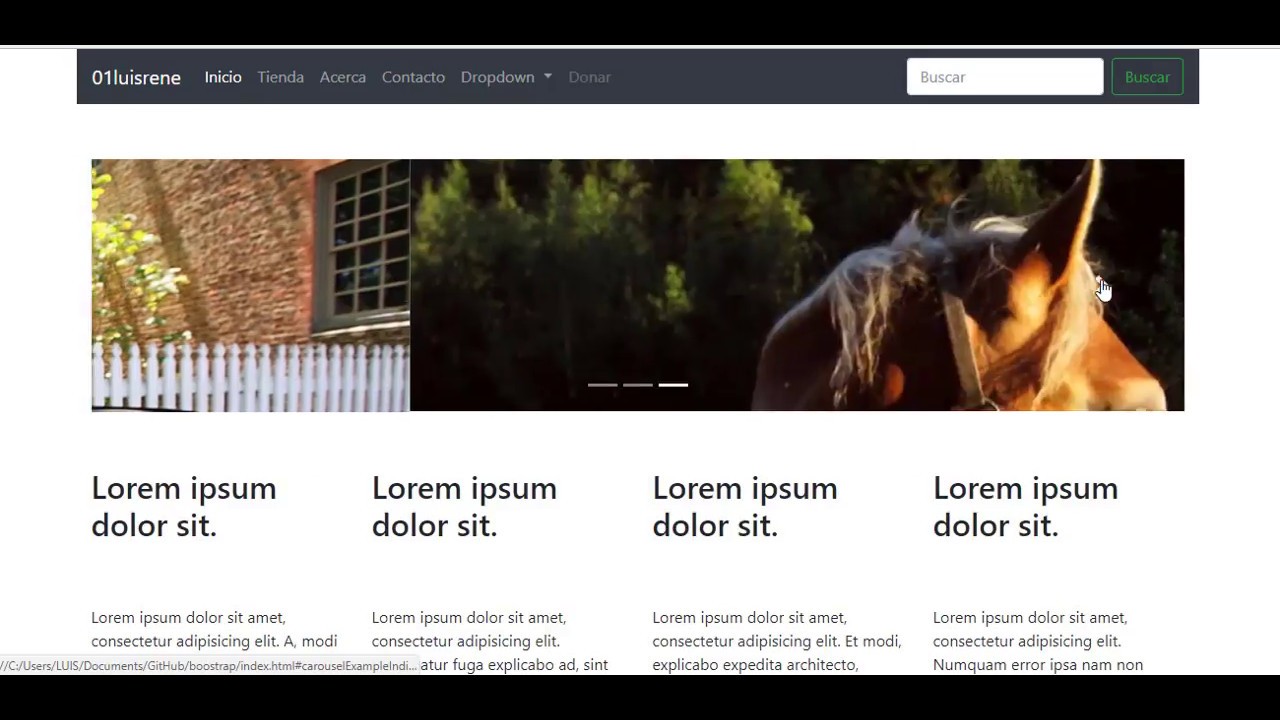 01luisrene Inicio Tienda Acerca Contacto Dropdown Donar Buscar Buscar
Lorem ipsum
dolor sit.
Lorem ipsum
dolor sit.
Lorem ipsum
dolor sit.
Lorem ipsum
dolor sit.
Lorem ipsum dolor sit amet,
consectetur adipisicing elit. A, modi
Lorem ipsum dolor sit amet,
consectetur adipisicing elit.
atur fuga explicabo ad, sint
Lorem ipsum dolor sit amet,
consectetur adipisicing elit. Et modi,
explicabo expedita architecto,
Lorem ipsum dolor sit amet,
consectetur adipisicing elit.
Numquam error ipsa nam non
//C:/Users/LUIS/Documents/GitHub/boostrap/index.html#carouselExampleIndi...